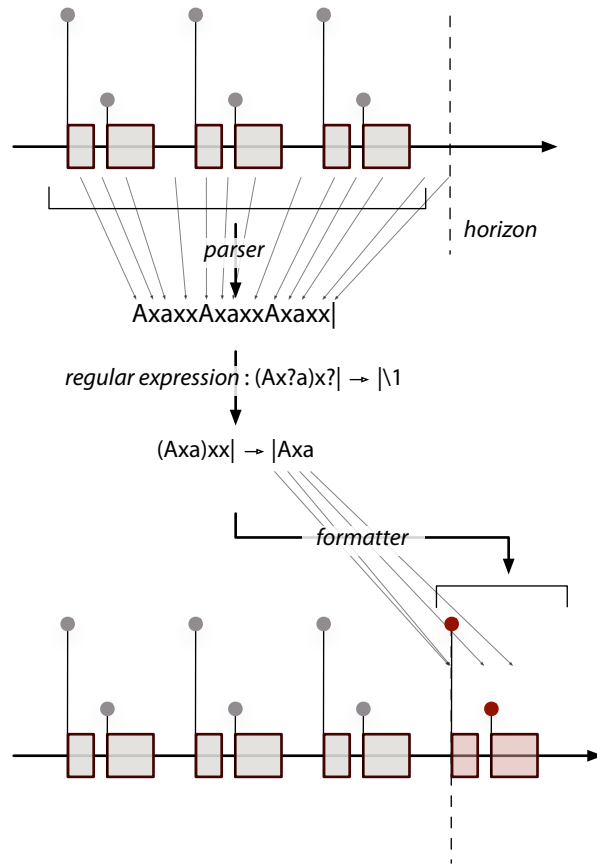 horizon
parser
AxaxxAxaxxAxaxx|
regular expression : (Ax?a)x?| → |\1
(Axa)xx| → |Axa
formatter